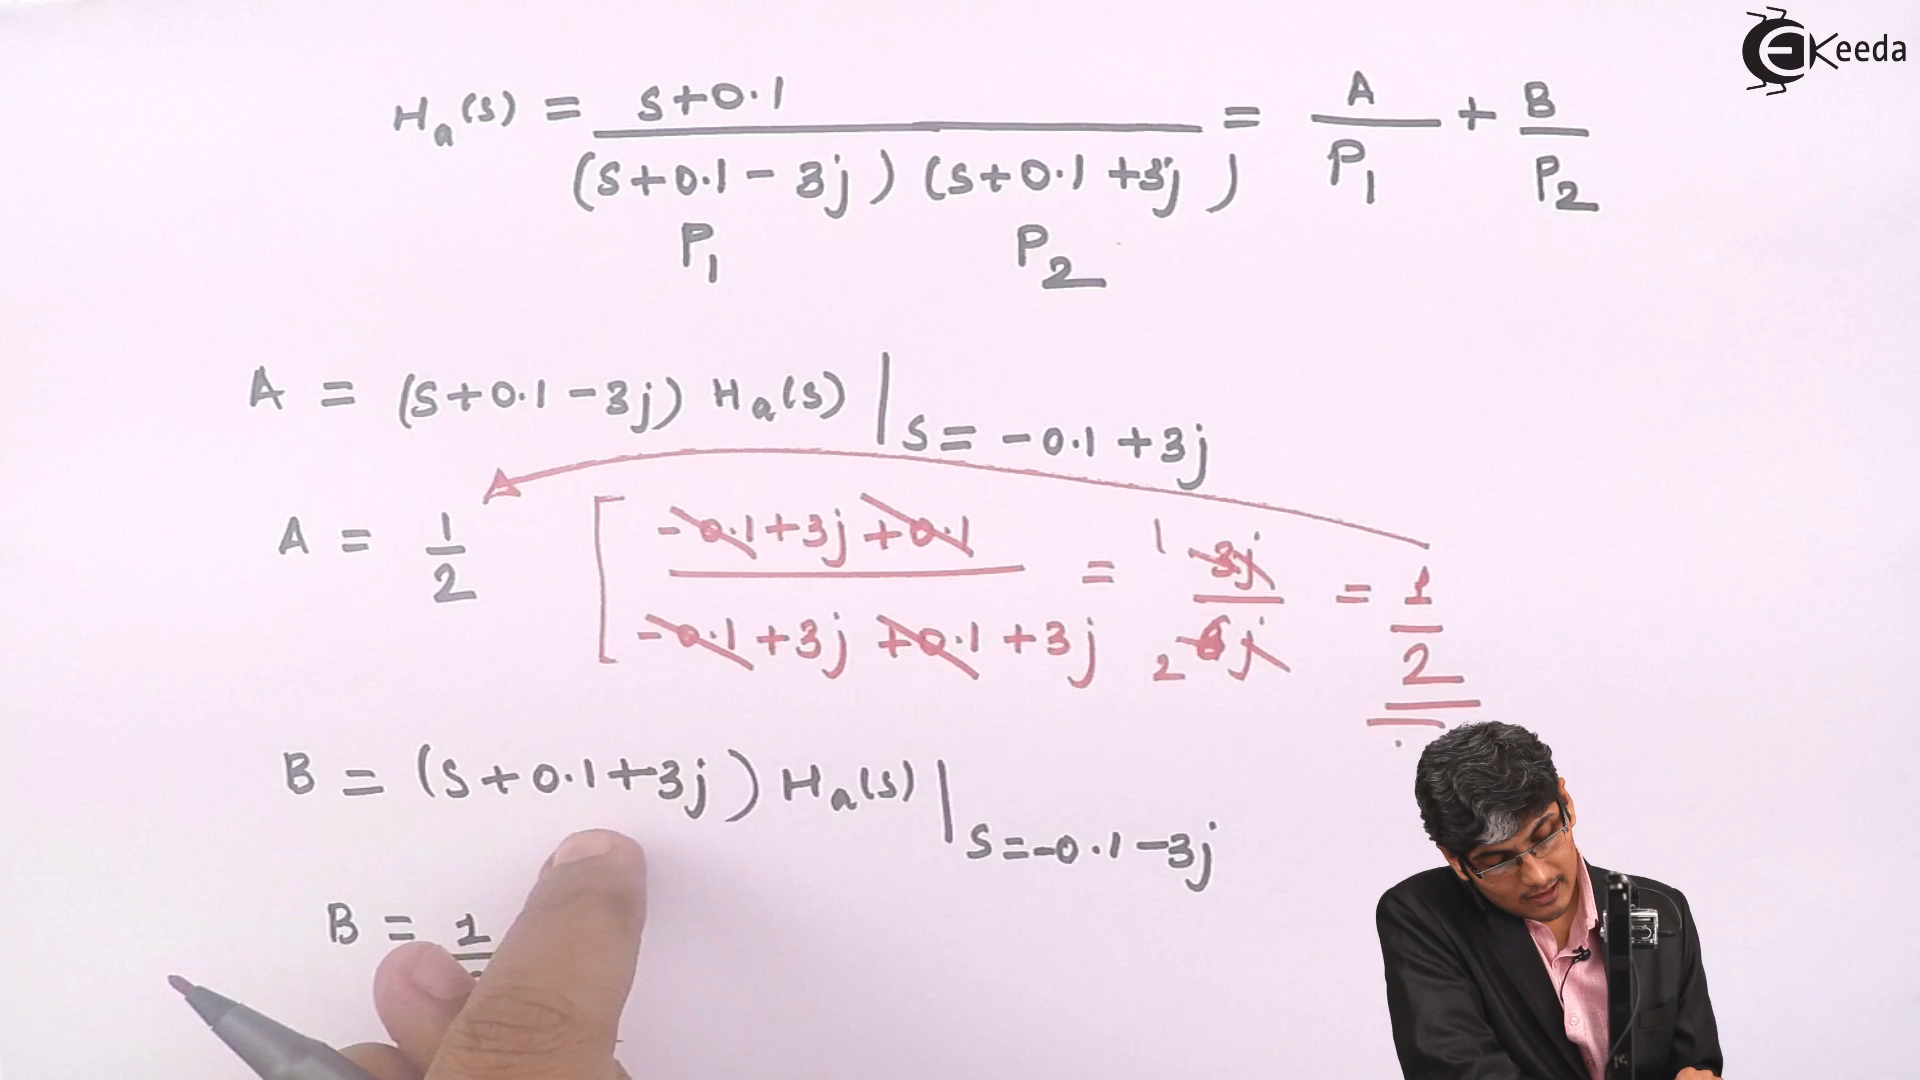 EKeeda
Ha(s) = s+0.1 / (s+0.1-3j) (s+0.1+3j) = A/P1 + B/P2
P1 P2
A = (s+0.1-3j) Ha(s) | s = -0.1+3j
A = 1/2 [ -0.1+3j+0.1 / -0.1+3j+0.1+3j = 1 3j / 2 6j = 1/2
B = (s+0.1+3j) Ha(s) | s = -0.1-3j
B = 1